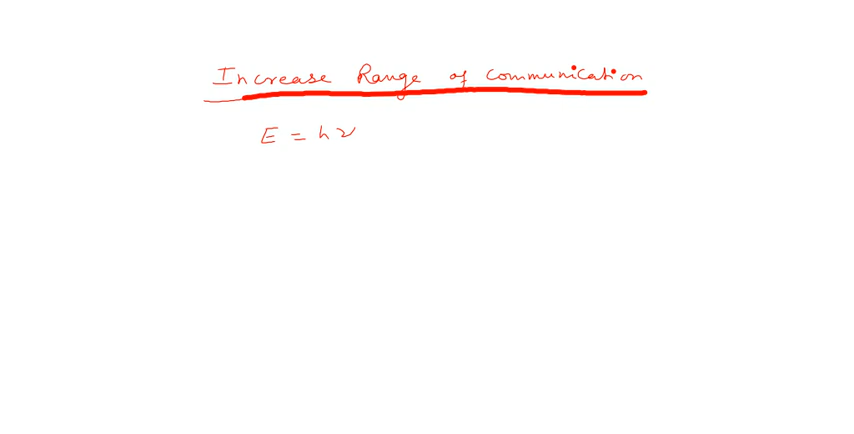 Increase Range of Communication
E = hν